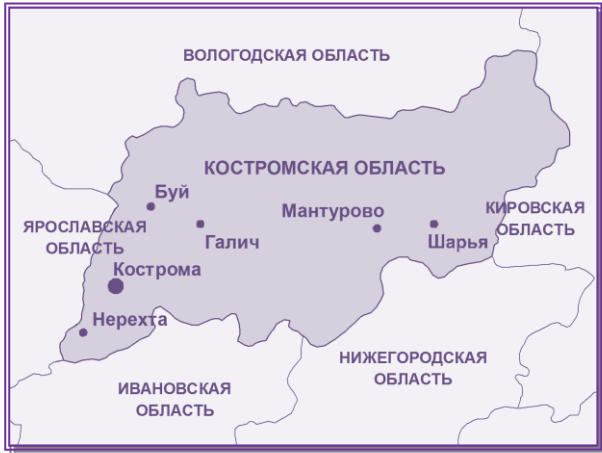 ВОЛОГОДСКАЯ ОБЛАСТЬ
КОСТРОМСКАЯ ОБЛАСТЬ
Буй
Мантурово
КИРОВСКАЯ
ОБЛАСТЬ
ЯРОСЛАВСКАЯ
ОБЛАСТЬ
Галич
Шарья
Кострома
Нерехта
НИЖЕГОРОДСКАЯ
ОБЛАСТЬ
ИВАНОВСКАЯ
ОБЛАСТЬ